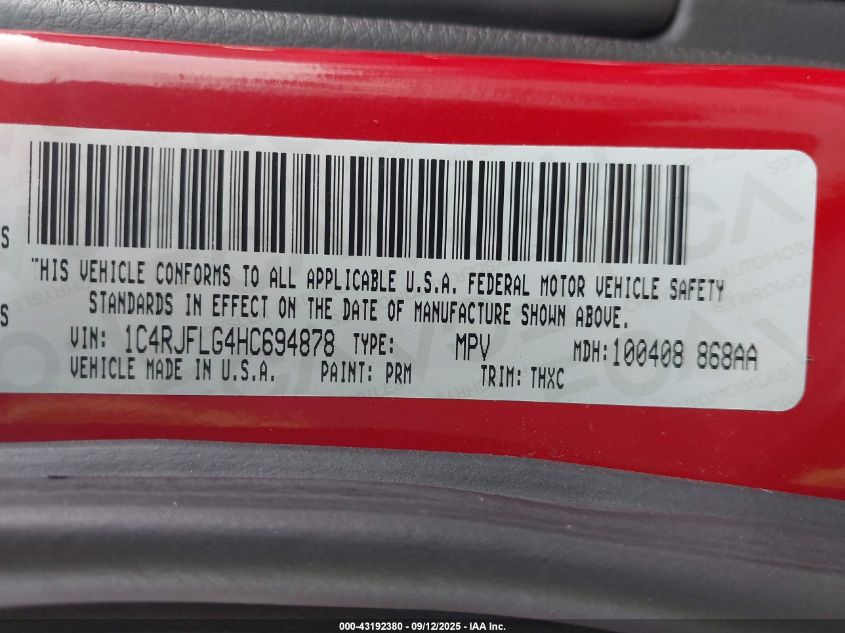 S
THIS VEHICLE CONFORMS TO ALL APPLICABLE U.S.A. FEDERAL MOTOR VEHICLE SAFETY
STANDARDS IN EFFECT ON THE DATE OF MANUFACTURE SHOWN ABOVE.
S
VIN: 1C4RJFLG4HC694878 TYPE: MPV MDH:100408 868AA
VEHICLE MADE IN U.S.A. PAINT: PRM TRIM: THXC
000-43192380 - 09/12/2025 - IAA Inc.